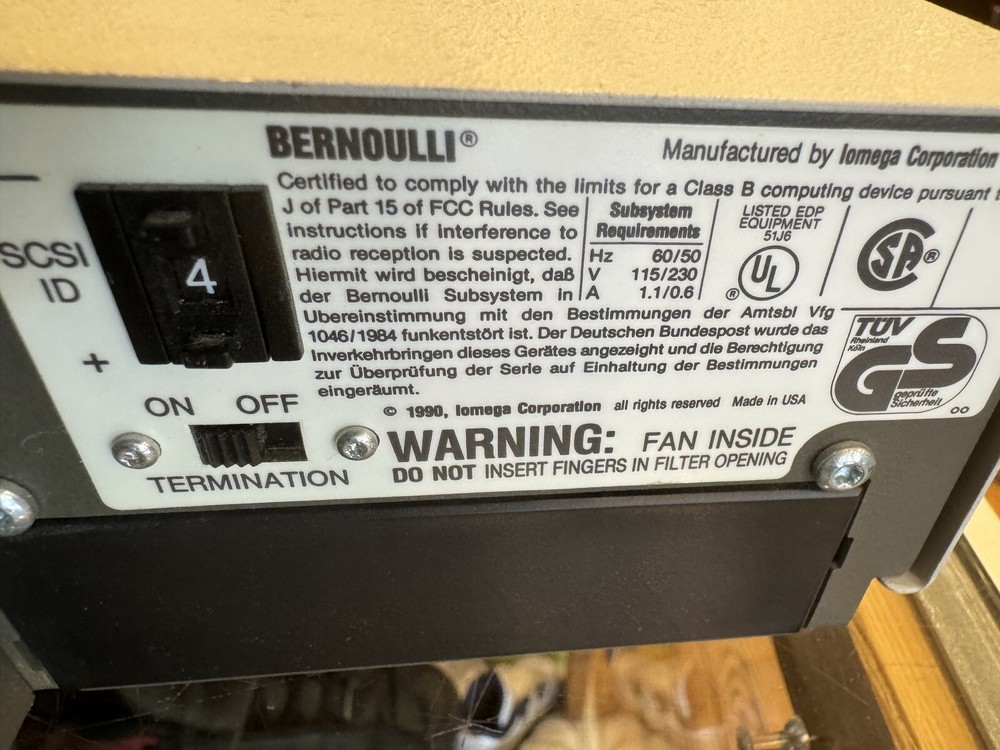 BERNOULLI®
Manufactured by Iomega Corporation
Certified to comply with the limits for a Class B computing device pursuant
J of Part 15 of FCC Rules. See
instructions if interference to
radio reception is suspected.
Hiermit wird bescheinigt, daß
der Bernoulli Subsystem in
Ubereinstimmung mit den Bestimmungen der Amtsbl Vfg
1046/1984 funkentstört ist. Der Deutschen Bundespost wurde das
Inverkehrbringen dieses Gerätes angezeigt und die Berechtigung
zur Überprüfung der Serie auf Einhaltung der Bestimmungen
eingeräumt.
Subsystem
Requirements
Hz 60/50
V 115/230
A 1.1/0.6
LISTED EDP
EQUIPMENT
51J6
UL ®
SA ®
TÜV
Rheinland
Köln
GS
geprüfte
Sicherheit
SCSI
ID
4
+
ON OFF
TERMINATION
© 1990, Iomega Corporation all rights reserved Made in USA
WARNING: FAN INSIDE
DO NOT INSERT FINGERS IN FILTER OPENING